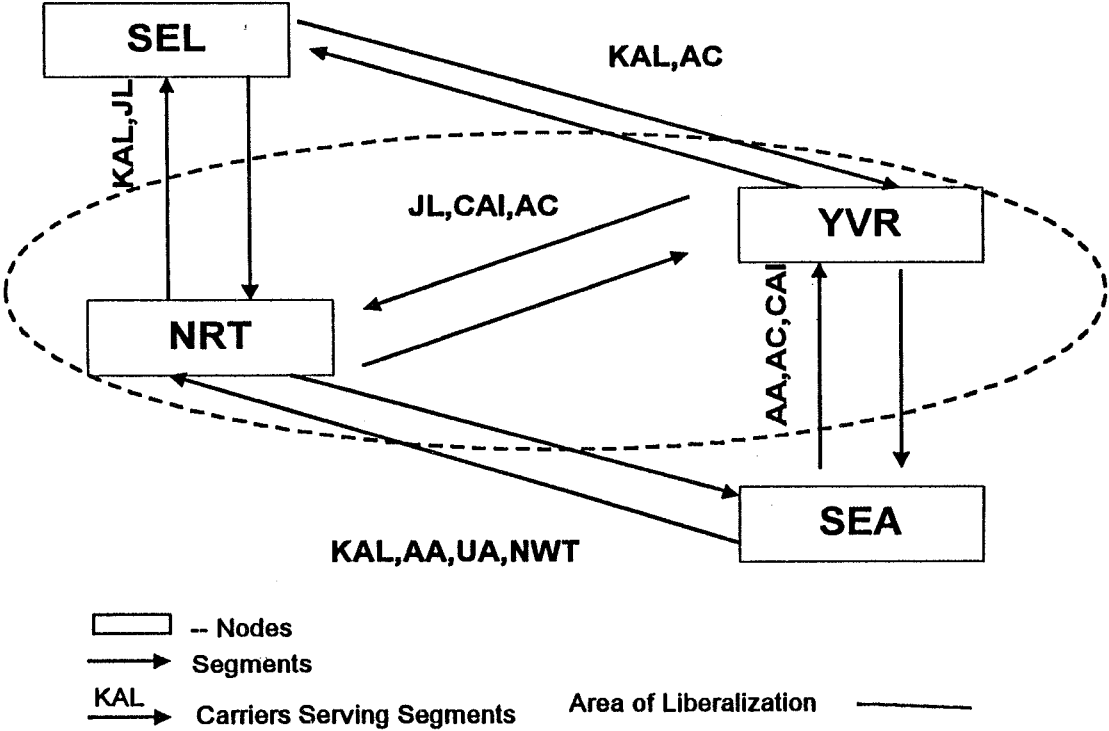 SEL
KAL,AC
KAL,JL
JL,CAI,AC
YVR
NRT
AA,AC,CAI
SEA
KAL,AA,UA,NWT
-- Nodes
Segments
KAL
Carriers Serving Segments
Area of Liberalization